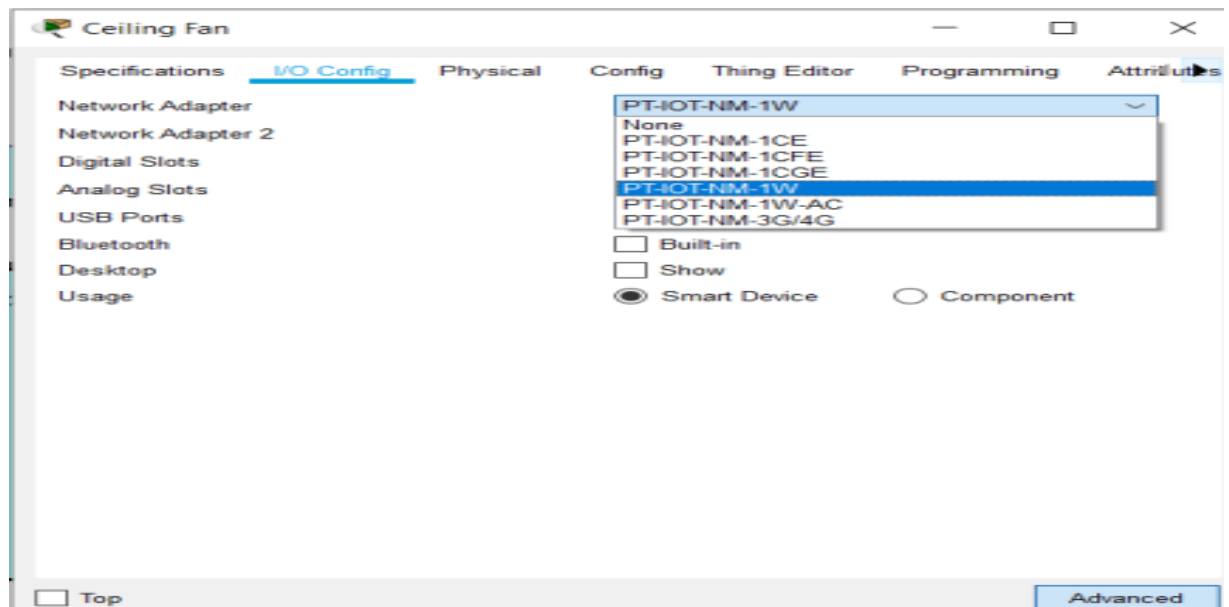 Ceiling Fan
Specifications I/O Config Physical Config Thing Editor Programming Attributes
Network Adapter PT-IOT-NM-1W
None
Network Adapter 2
PT-IOT-NM-1CE
PT-IOT-NM-1CFE
Digital Slots
PT-IOT-NM-1CGE
Analog Slots PT-IOT-NM-1W
PT-IOT-NM-1W-AC
USB Ports PT-IOT-NM-3G/4G
Bluetooth Built-in
Desktop Show
Usage Smart Device Component
Top Advanced